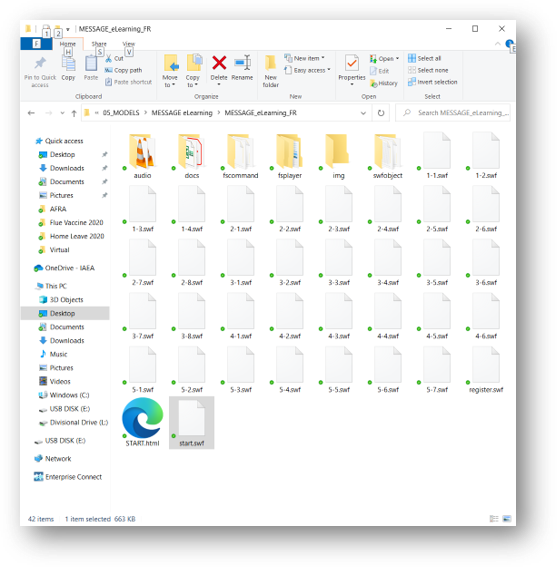 1 2 MESSAGE_eLearning_FR
F Home Share View
H S V
Pin to Quick access
Copy
Paste
Cut
Copy path
Paste shortcut
Move to
Copy to
Delete
Rename
New folder
New item
Easy access
Properties
Open
Edit
History
Select all
Select none
Invert selection
Clipboard Organize New Open Select
05_MODELS > MESSAGE eLearning > MESSAGE_eLearning_FR
Search MESSAGE_eLearning_...
Quick access
Desktop
Downloads
Documents
Pictures
AFRA
Flue Vaccine 2020
Home Leave 2020
Virtual
OneDrive - IAEA
This PC
3D Objects
Desktop
Documents
Downloads
Music
Pictures
Videos
Windows (C:)
USB DISK (E:)
Divisional Drive (I:)
USB DISK (E:)
Network
Enterprise Connect
audio docs fscommand fsplayer img swfobject 1-1.swf 1-2.swf
1-3.swf 1-4.swf 2-1.swf 2-2.swf 2-3.swf 2-4.swf 2-5.swf 2-6.swf
2-7.swf 2-8.swf 3-1.swf 3-2.swf 3-3.swf 3-4.swf 3-5.swf 3-6.swf
3-7.swf 3-8.swf 4-1.swf 4-2.swf 4-3.swf 4-4.swf 4-5.swf 4-6.swf
5-1.swf 5-2.swf 5-3.swf 5-4.swf 5-5.swf 5-6.swf 5-7.swf register.swf
START.html start.swf
42 items 1 item selected 663 KB